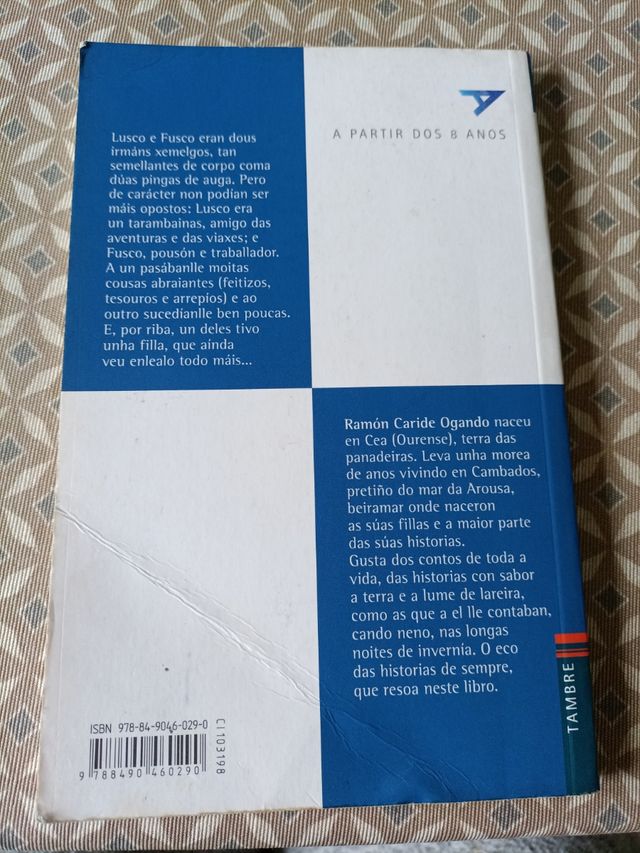 A PARTIR DOS 8 ANOS
Lusco e Fusco eran dous
irmáns xemelgos, tan
semellantes de corpo coma
dúas pingas de auga. Pero
de carácter non podían ser
máis opostos: Lusco era
un tarambainas, amigo das
aventuras e das viaxes; e
Fusco, pousón e traballador.
A un pasábanlle moitas
cousas abraiantes (feitizos,
tesouros e arrepíos) e ao
outro sucedíanlle ben poucas.
E, por riba, un deles tivo
unha filla, que aínda
veu enlealo todo máis...
Ramón Caride Ogando naceu
en Cea (Ourense), terra das
panadeiras. Leva unha morea
de anos vivindo en Cambados,
pretiño do mar da Arousa,
beiramar onde naceron
as súas fillas e a maior parte
das súas historias.
Gusta dos contos de toda a
vida, das historias con sabor
a terra e a lume de lareira,
como as que a el lle contaban,
cando neno, nas longas
noites de invernía. O eco
das historias de sempre,
que resoa neste libro.
ISBN 978-84-9046-029-0
9 788490 460290
CI 103198
TAMBRE